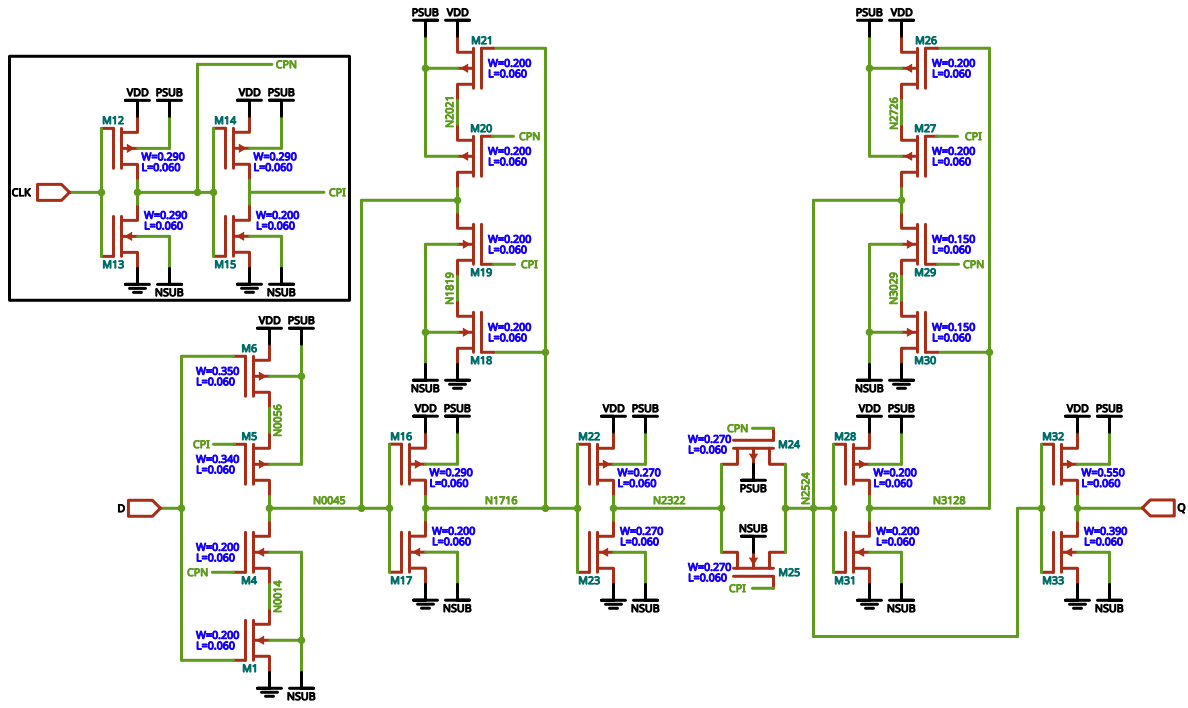 PSUB VDD
M21
W=0.200
L=0.060
N2021
M20
CPN
W=0.200
L=0.060
W=0.200
L=0.060
CPI
M19
N1819
W=0.200
L=0.060
M18
NSUB
PSUB VDD
M26
W=0.200
L=0.060
N2726
M27
CPI
W=0.200
L=0.060
W=0.150
L=0.060
CPN
M29
N3029
W=0.150
L=0.060
M30
NSUB
CPN
VDD PSUB
M12
W=0.290
L=0.060
VDD PSUB
M14
W=0.290
L=0.060
CLK
CPI
W=0.290
L=0.060
M13
NSUB
W=0.200
L=0.060
M15
NSUB
VDD PSUB
M6
W=0.350
L=0.060
N0056
CPI
M5
W=0.340
L=0.060
D
N0045
W=0.200
L=0.060
CPN
M4
N0014
W=0.200
L=0.060
M1
NSUB
VDD PSUB
M16
W=0.290
L=0.060
N1716
W=0.200
L=0.060
M17
NSUB
VDD PSUB
M22
W=0.270
L=0.060
N2322
W=0.270
L=0.060
M23
NSUB
CPN
W=0.270
L=0.060
M24
PSUB
NSUB
W=0.270
L=0.060
M25
CPI
N2524
VDD PSUB
M28
W=0.200
L=0.060
N3128
W=0.200
L=0.060
M31
NSUB
VDD PSUB
M32
W=0.550
L=0.060
Q
W=0.390
L=0.060
M33
NSUB